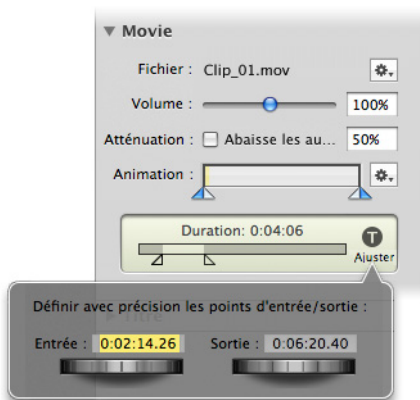 Movie
Fichier : Clip_01.mov
Volume : 100%
Atténuation : Abaisse les au... 50%
Animation :
Duration: 0:04:06
T
Ajuster
Définir avec précision les points d'entrée/sortie :
Titre
Entrée : 0:02:14.26 Sortie : 0:06:20.40